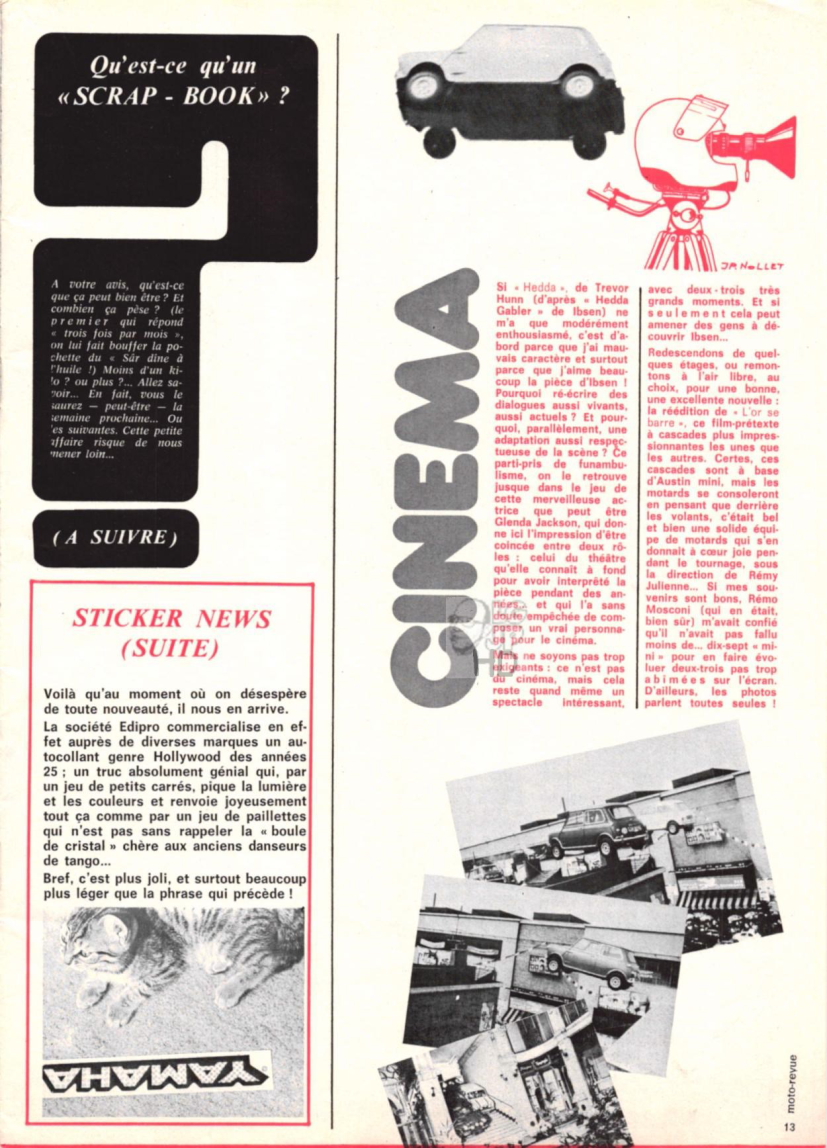 Qu'est-ce qu'un
«SCRAP - BOOK» ?
A votre avis, qu'est-ce
que ça peut bien être ? Et
combien ça pèse ? (le
premier qui répond
« trois fois par mois »,
on lui fait bouffer la po-
chette du « Sâr dîne à
l'huile !) Moins d'un ki-
lo ? ou plus ?... Allez sa-
voir... En fait, vous le
saurez — peut-être — la
semaine prochaine... Ou
les suivantes. Cette petite
affaire risque de nous
mener loin...
(A SUIVRE)
STICKER NEWS
(SUITE)
Voilà qu'au moment où on désespère
de toute nouveauté, il nous en arrive.
La société Edipro commercialise en ef-
fet auprès de diverses marques un au-
tocollant genre Hollywood des années
25 ; un truc absolument génial qui, par
un jeu de petits carrés, pique la lumière
et les couleurs et renvoie joyeusement
tout ça comme par un jeu de paillettes
qui n'est pas sans rappeler la « boule
de cristal » chère aux anciens danseurs
de tango...
Bref, c'est plus joli, et surtout beaucoup
plus léger que la phrase qui précède !
YAMAHA
J.P. NOLLET
CINEMA
Si « Hedda », de Trevor
Hunn (d'après « Hedda
Gabler » de Ibsen) ne
m'a que modérément
enthousiasmé, c'est d'a-
bord parce que j'ai mau-
vais caractère et surtout
parce que j'aime beau-
coup la pièce d'Ibsen !
Pourquoi ré-écrire des
dialogues aussi vivants,
aussi actuels ? Et pour-
quoi, parallèlement, une
adaptation aussi respec-
tueuse de la scène ? Ce
parti-pris de funambu-
lisme, on le retrouve
jusque dans le jeu de
cette merveilleuse ac-
trice que peut être
Glenda Jackson, qui don-
ne ici l'impression d'être
coincée entre deux rô-
les : celui du théâtre
qu'elle connait à fond
pour avoir interprêté la
pièce pendant des an-
nées... et qui l'a sans
doute empêchée de com-
poser un vrai personna-
ge pour le cinéma.
Mais ne soyons pas trop
exigeants : ce n'est pas
du cinéma, mais cela
reste quand même un
spectacle intéressant,
avec deux-trois très
grands moments. Et si
seulement cela peut
amener des gens à dé-
couvrir Ibsen...
Redescendons de quel-
ques étages, ou remon-
tons à l'air libre, au
choix, pour une bonne,
une excellente nouvelle :
la réédition de « L'or se
barre », ce film-prétexte
à cascades plus impres-
sionnantes les unes que
les autres. Certes, ces
cascades sont à base
d'Austin mini, mais les
motards se consoleront
en pensant que derrière
les volants, c'était bel
et bien une solide équi-
pe de motards qui s'en
donnait à cœur joie pen-
dant le tournage, sous
la direction de Rémy
Julienne... Si mes sou-
venirs sont bons, Rémo
Mosconi (qui en était,
bien sûr) m'avait confié
qu'il n'avait pas fallu
moins de... dix-sept « mi-
ni » pour en faire évo-
luer deux-trois pas trop
abimées sur l'écran.
D'ailleurs, les photos
parlent toutes seules !
moto-revue
13